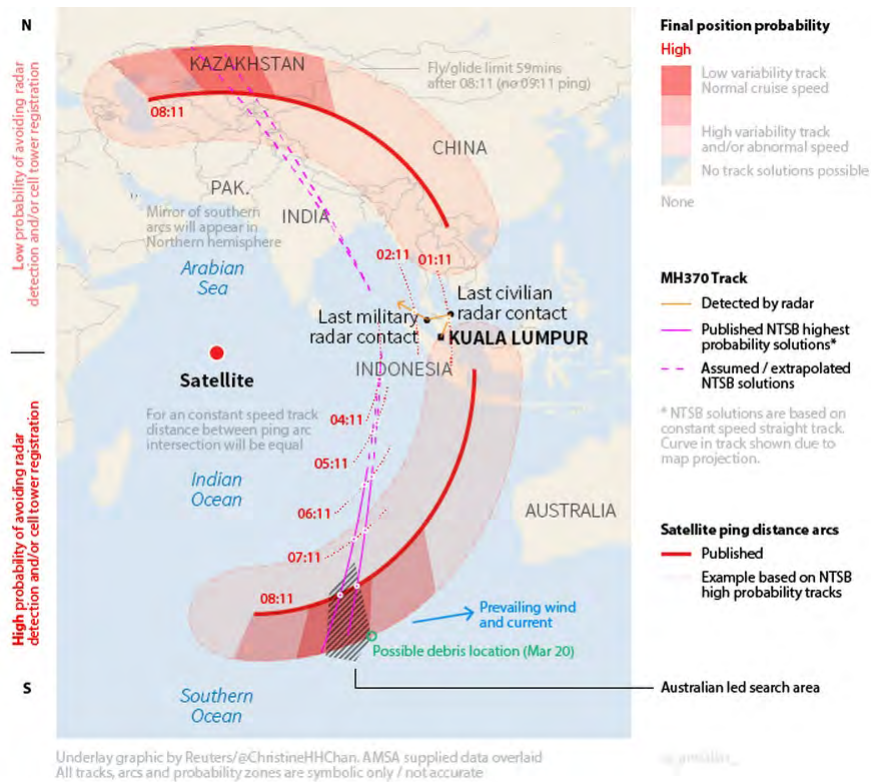 N
Low probability of avoiding radar
detection and/or cell tower registration
High probability of avoiding radar
detection and/or cell tower registration
S
KAZAKHSTAN
Fly/glide limit 59mins
after 08:11 (no 09:11 ping)
08:11
CHINA
PAK.
INDIA
Mirror of southern
arcs will appear in
Northern hemisphere
Arabian
Sea
02:11
01:11
Last civilian
radar contact
Last military
radar contact
KUALA LUMPUR
INDONESIA
Satellite
For an constant speed track
distance between ping arc
intersection will be equal
04:11
05:11
Indian
Ocean
06:11
AUSTRALIA
07:11
08:11
Prevailing wind
and current
Possible debris location (Mar 20)
Southern
Ocean
Final position probability
High
Low variability track
Normal cruise speed
High variability track
and/or abnormal speed
No track solutions possible
None
MH370 Track
Detected by radar
Published NTSB highest
probability solutions*
Assumed / extrapolated
NTSB solutions
* NTSB solutions are based on
constant speed straight track.
Curve in track shown due to
map projection.
Satellite ping distance arcs
Published
Example based on NTSB
high probability tracks
Australian led search area
Underlay graphic by Reuters/@ChristineHHChan. AMSA supplied data overlaid
All tracks, arcs and probability zones are symbolic only / not accurate